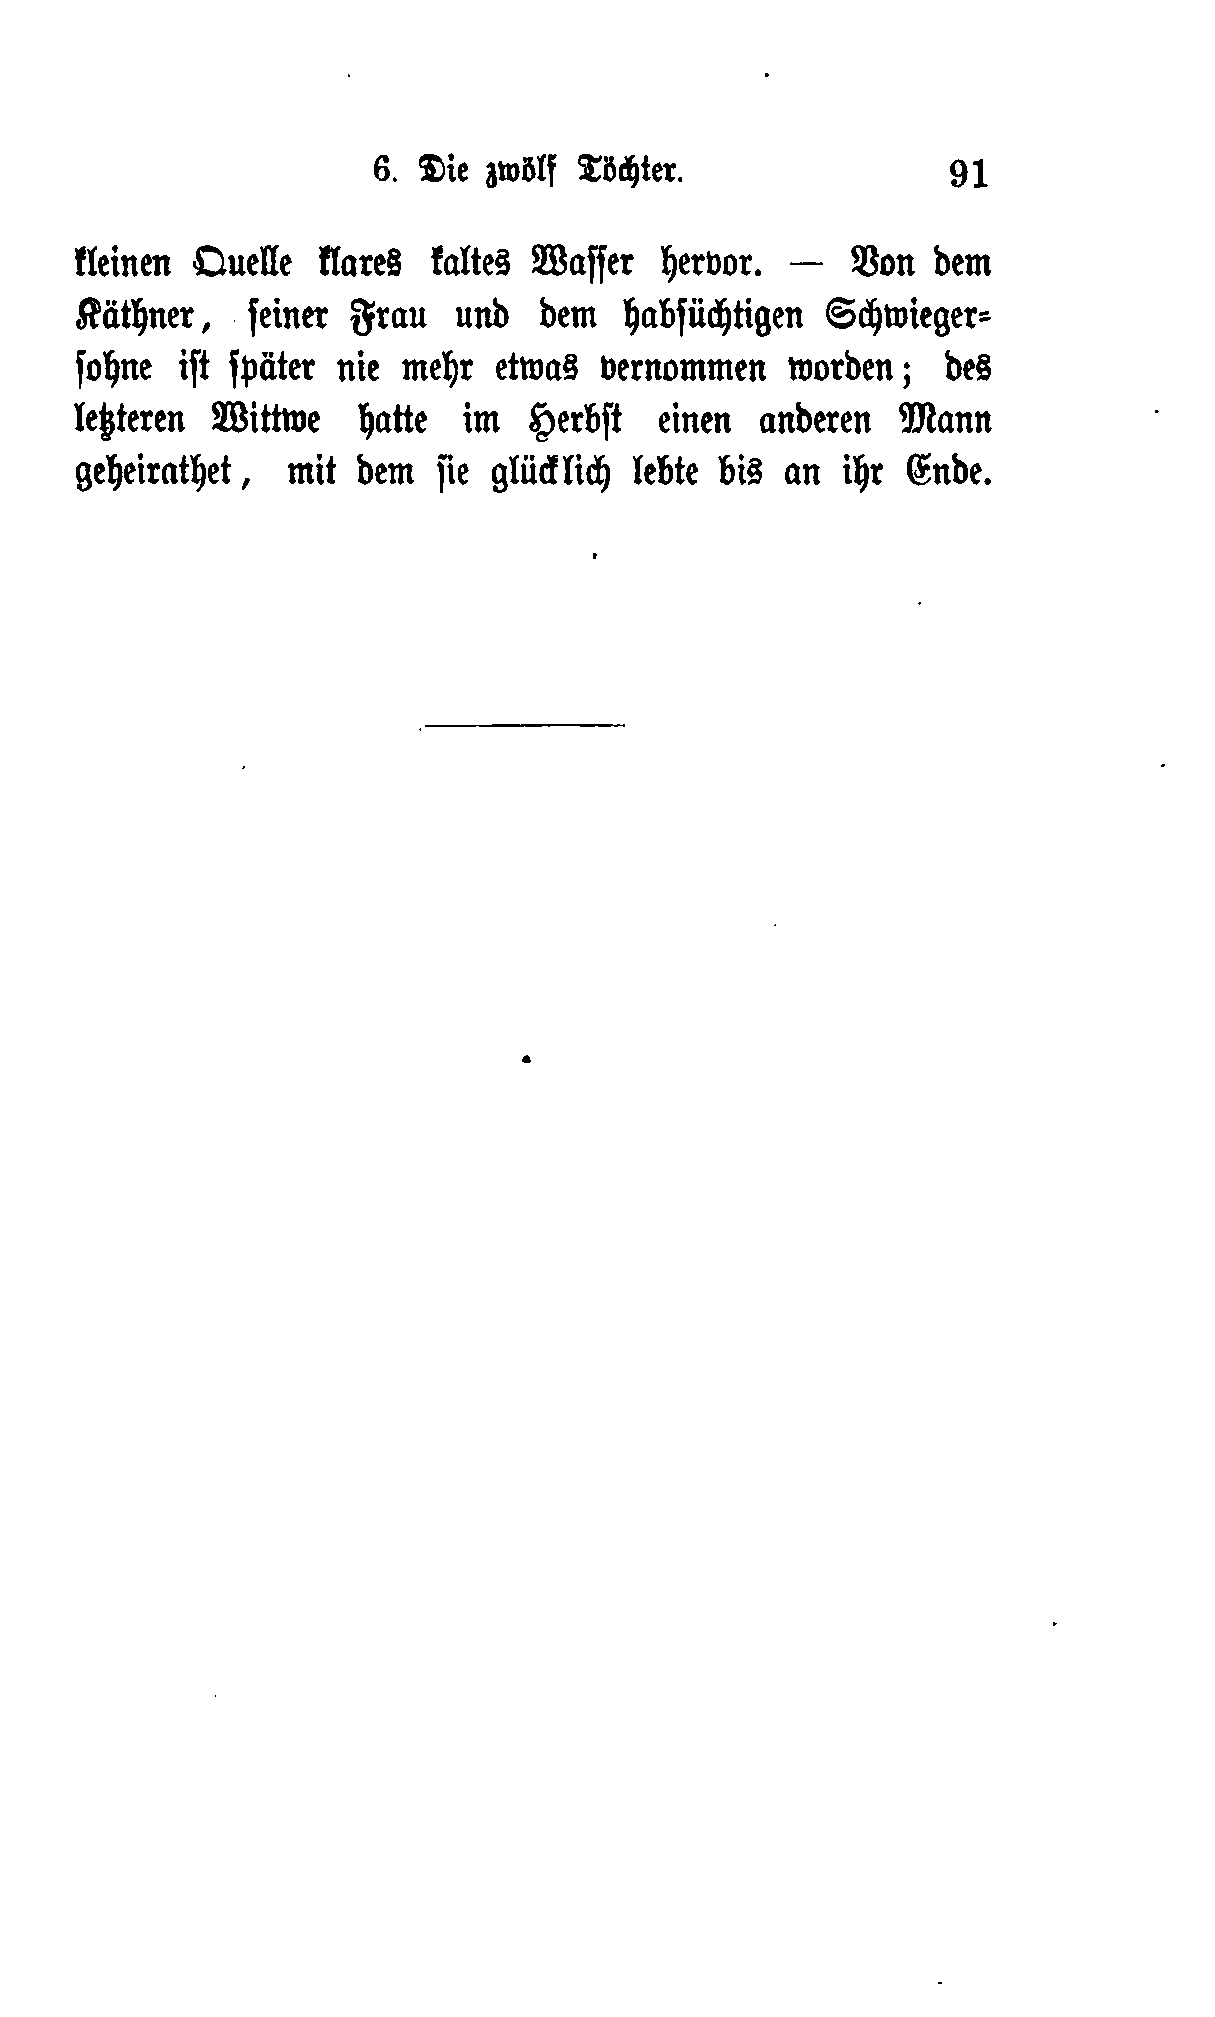 6. Die zwölf Töchter. 91
kleinen Quelle klares kaltes Waſſer hervor. — Von dem
Käthner, ſeiner Frau und dem habſüchtigen Schwieger=
ſohne iſt ſpäter nie mehr etwas vernommen worden; des
letzteren Wittwe hatte im Herbſt einen anderen Mann
geheirathet, mit dem ſie glücklich lebte bis an ihr Ende.